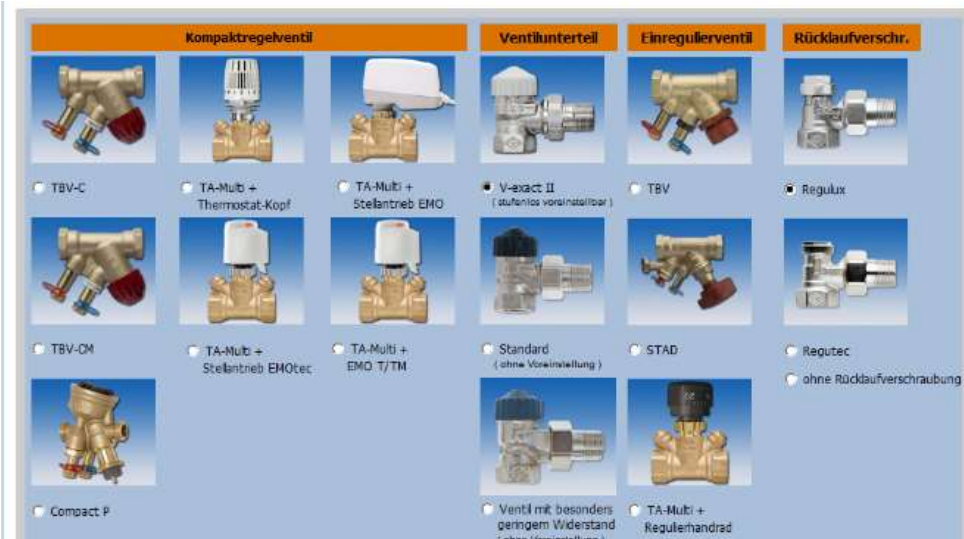 Kompaktregelventil
Ventilunterteil
Einregulierventil
Rücklaufverschr.
TBV-C
TA-Multi +
Thermostat-Kopf
TA-Multi +
Stellantrieb EMO
V-exact II
( stufenlos voreinstellbar )
TBV
Regulux
TBV-CM
TA-Multi +
Stellantrieb EMOtec
TA-Multi +
EMO T/TM
Standard
( ohne Voreinstellung )
STAD
Regutec
ohne Rücklaufverschraubung
Compact P
Ventil mit besonders
geringem Widerstand
( ohne Voreinstellung )
TA-Multi +
Regulierhandrad